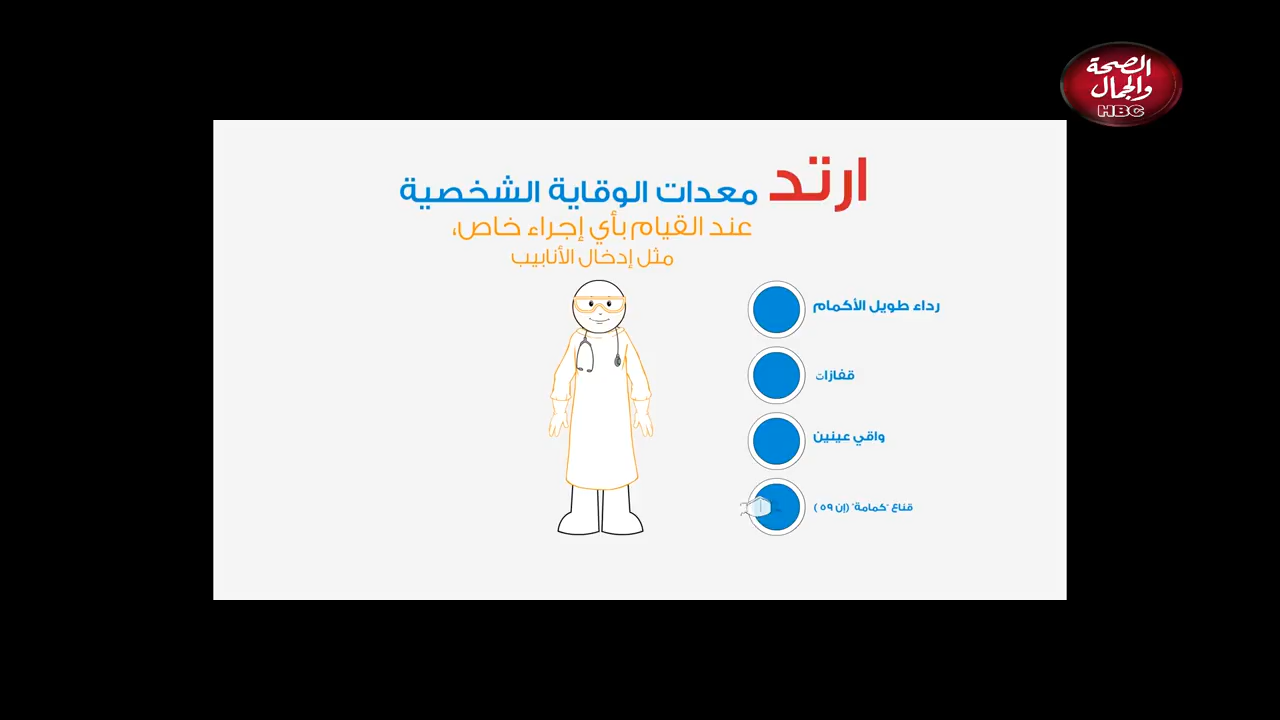 الصحة
والجمال
HBC
ارتد معدات الوقاية الشخصية
عند القيام بأي إجراء خاص،
مثل إدخال الأنابيب
رداء طويل الأكمام
قفازات
واقي عينين
قناع "كمامة" (إن ٥٩ )